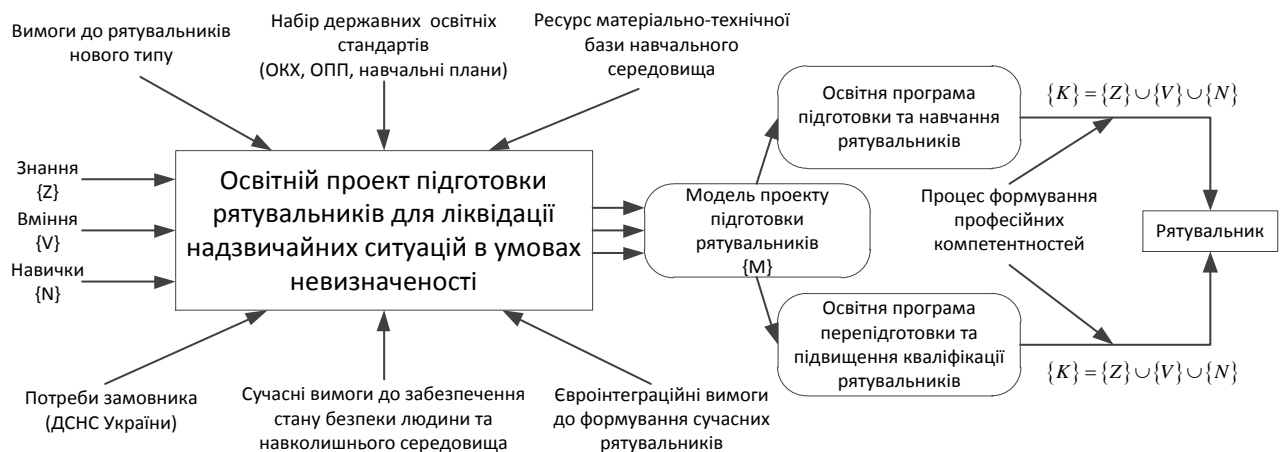 Вимоги до рятувальників
нового типу
Набір державних освітніх
стандартів
(ОКХ, ОПП, навчальні плани)
Ресурс матеріально-технічної
бази навчального
середовища
Знання
{Z}
Вміння
{V}
Навички
{N}
Освітній проект підготовки
рятувальників для ліквідації
надзвичайних ситуацій в умовах
невизначеності
Потреби замовника
(ДСНС України)
Сучасні вимоги до забезпечення
стану безпеки людини та
навколишнього середовища
Євроінтеграційні вимоги
до формування сучасних
рятувальників
Модель проекту
підготовки
рятувальників
{M}
Освітня програма
підготовки та навчання
рятувальників
{K} = {Z} ∪ {V} ∪ {N}
Процес формування
професійних
компетентностей
Рятувальник
Освітня програма
перепідготовки та
підвищення кваліфікації
рятувальників
{K} = {Z} ∪ {V} ∪ {N}